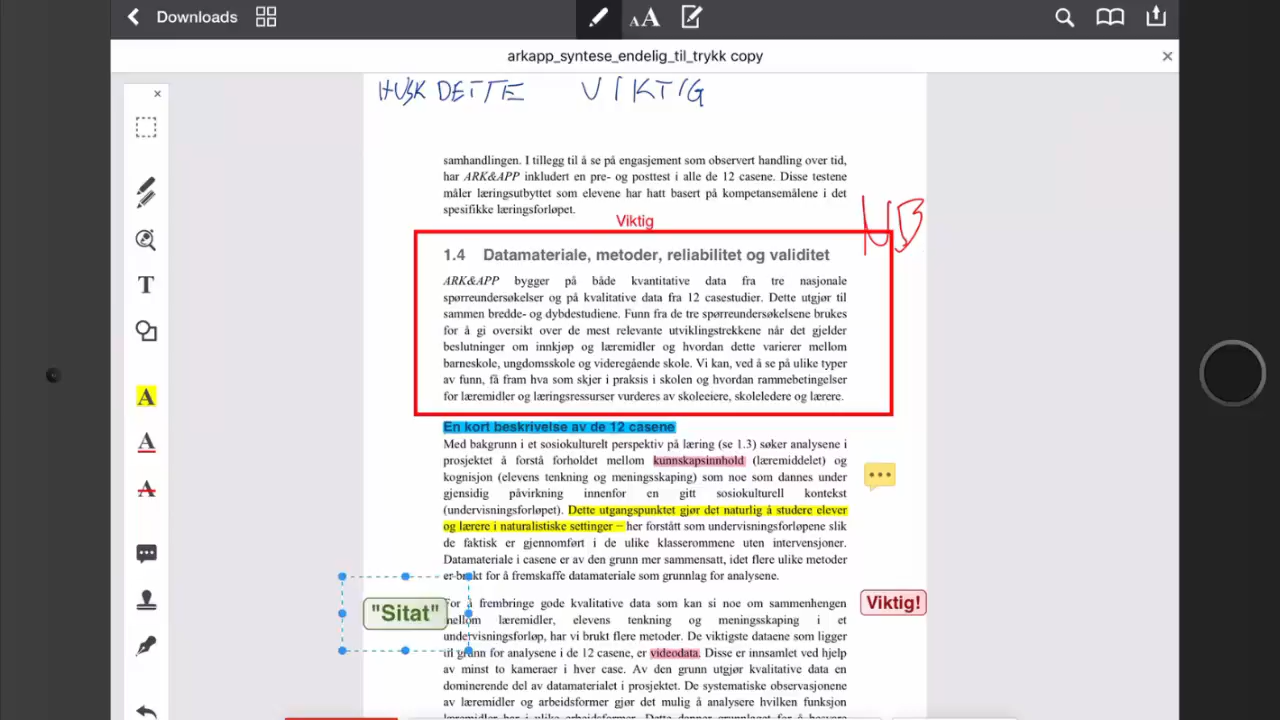 Downloads
AA
arkapp_syntese_endelig_til_trykk copy
HUSK DETTE VIKTIG
samhandlingen. I tillegg til å se på engasjement som observert handling over tid,
har ARK&APP inkludert en pre- og posttest i alle de 12 casene. Disse testene
måler læringsutbyttet som elevene har hatt basert på kompetansemålene i det
spesifikke læringsforløpet.
Viktig
NB
1.4 Datamateriale, metoder, reliabilitet og validitet
ARK&APP bygger på både kvantitative data fra tre nasjonale
spørreundersøkelser og på kvalitative data fra 12 casestudier. Dette utgjør til
sammen bredde- og dybdestudiene. Funn fra de tre spørreundersøkelsene brukes
for å gi oversikt over de mest relevante utviklingstrekkene når det gjelder
beslutninger om innkjøp og læremidler og hvordan dette varierer mellom
barneskole, ungdomsskole og videregående skole. Vi kan, ved å se på ulike typer
av funn, få fram hva som skjer i praksis i skolen og hvordan rammebetingelser
for læremidler og læringsressurser vurderes av skoleeiere, skoleledere og lærere.
En kort beskrivelse av de 12 casene
Med bakgrunn i et sosiokulturelt perspektiv på læring (se 1.3) søker analysene i
prosjektet å forstå forholdet mellom kunnskapsinnhold (læremiddelet) og
kognisjon (elevens tenkning og meningsskaping) som noe som dannes under
gjensidig påvirkning innenfor en gitt sosiokulturell kontekst
(undervisningsforløpet). Dette utgangspunktet gjør det naturlig å studere elever
og lærere i naturalistiske settinger – her forstått som undervisningsforløpene slik
de faktisk er gjennomført i de ulike klasserommene uten intervensjoner.
Datamateriale i casene er av den grunn mer sammensatt, idet flere ulike metoder
er brukt for å fremskaffe datamateriale som grunnlag for analysene.
"Sitat"
Viktig!
For å frembringe gode kvalitative data som kan si noe om sammenhengen
mellom læremidler, elevens tenkning og meningsskaping i et
undervisningsforløp, har vi brukt flere metoder. De viktigste dataene som ligger
til grunn for analysene i de 12 casene, er videodata. Disse er innsamlet ved hjelp
av minst to kameraer i hver case. Av den grunn utgjør kvalitative data en
dominerende del av datamaterialet i prosjektet. De systematiske observasjonene
av læremidler og arbeidsformer gjør det mulig å analysere hvilken funksjon
T
A
A
A